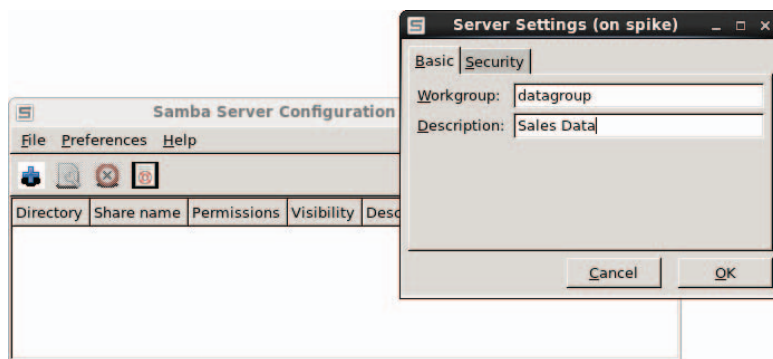 Server Settings (on spike)
Basic Security
Workgroup: datagroup
Description: Sales Data
Cancel OK
Samba Server Configuration
File Preferences Help
Directory Share name Permissions Visibility Desc